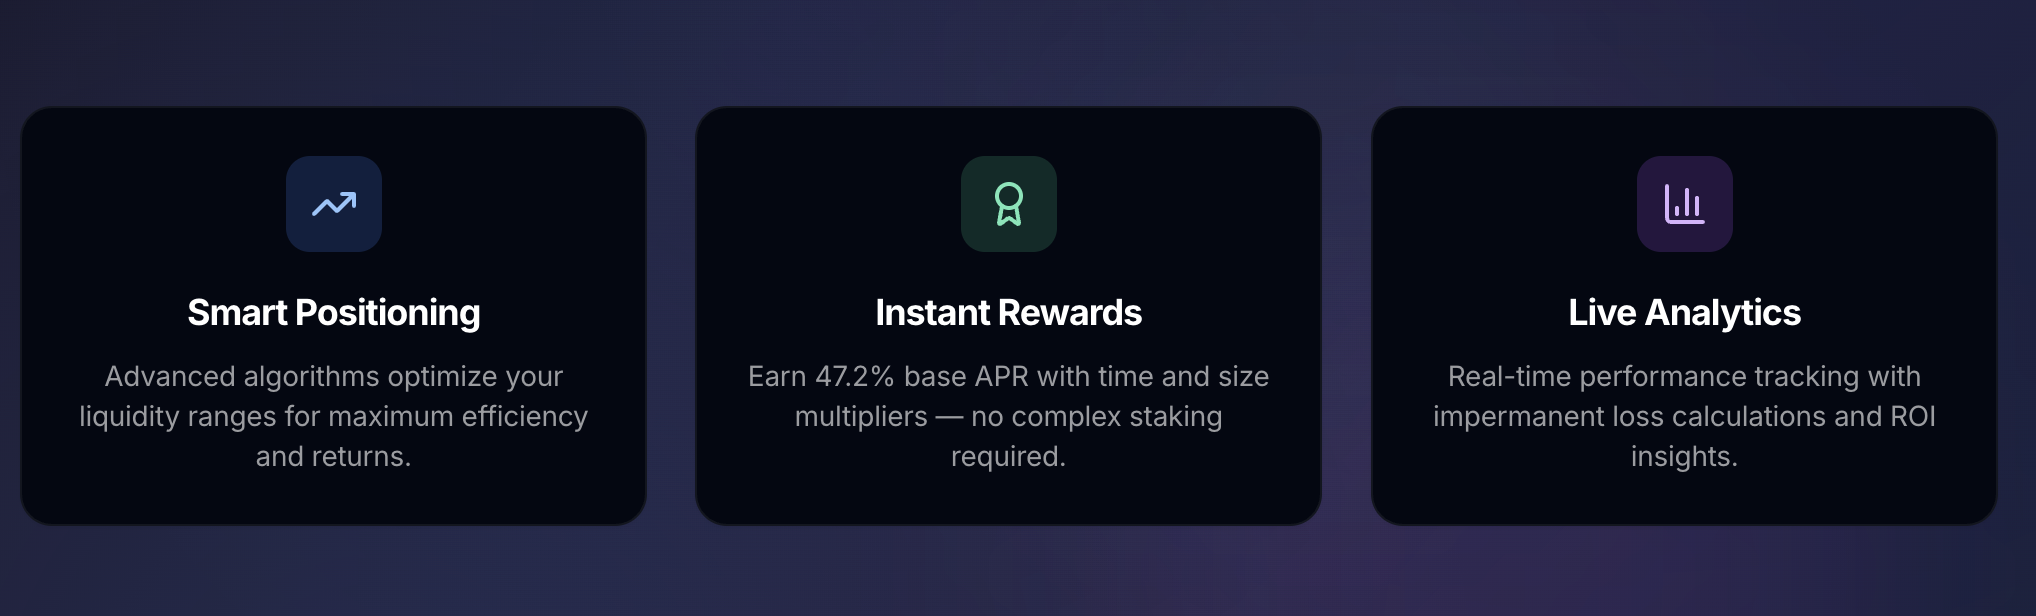 Smart Positioning
Advanced algorithms optimize your
liquidity ranges for maximum efficiency
and returns.
Instant Rewards
Earn 47.2% base APR with time and size
multipliers — no complex staking
required.
Live Analytics
Real-time performance tracking with
impermanent loss calculations and ROI
insights.